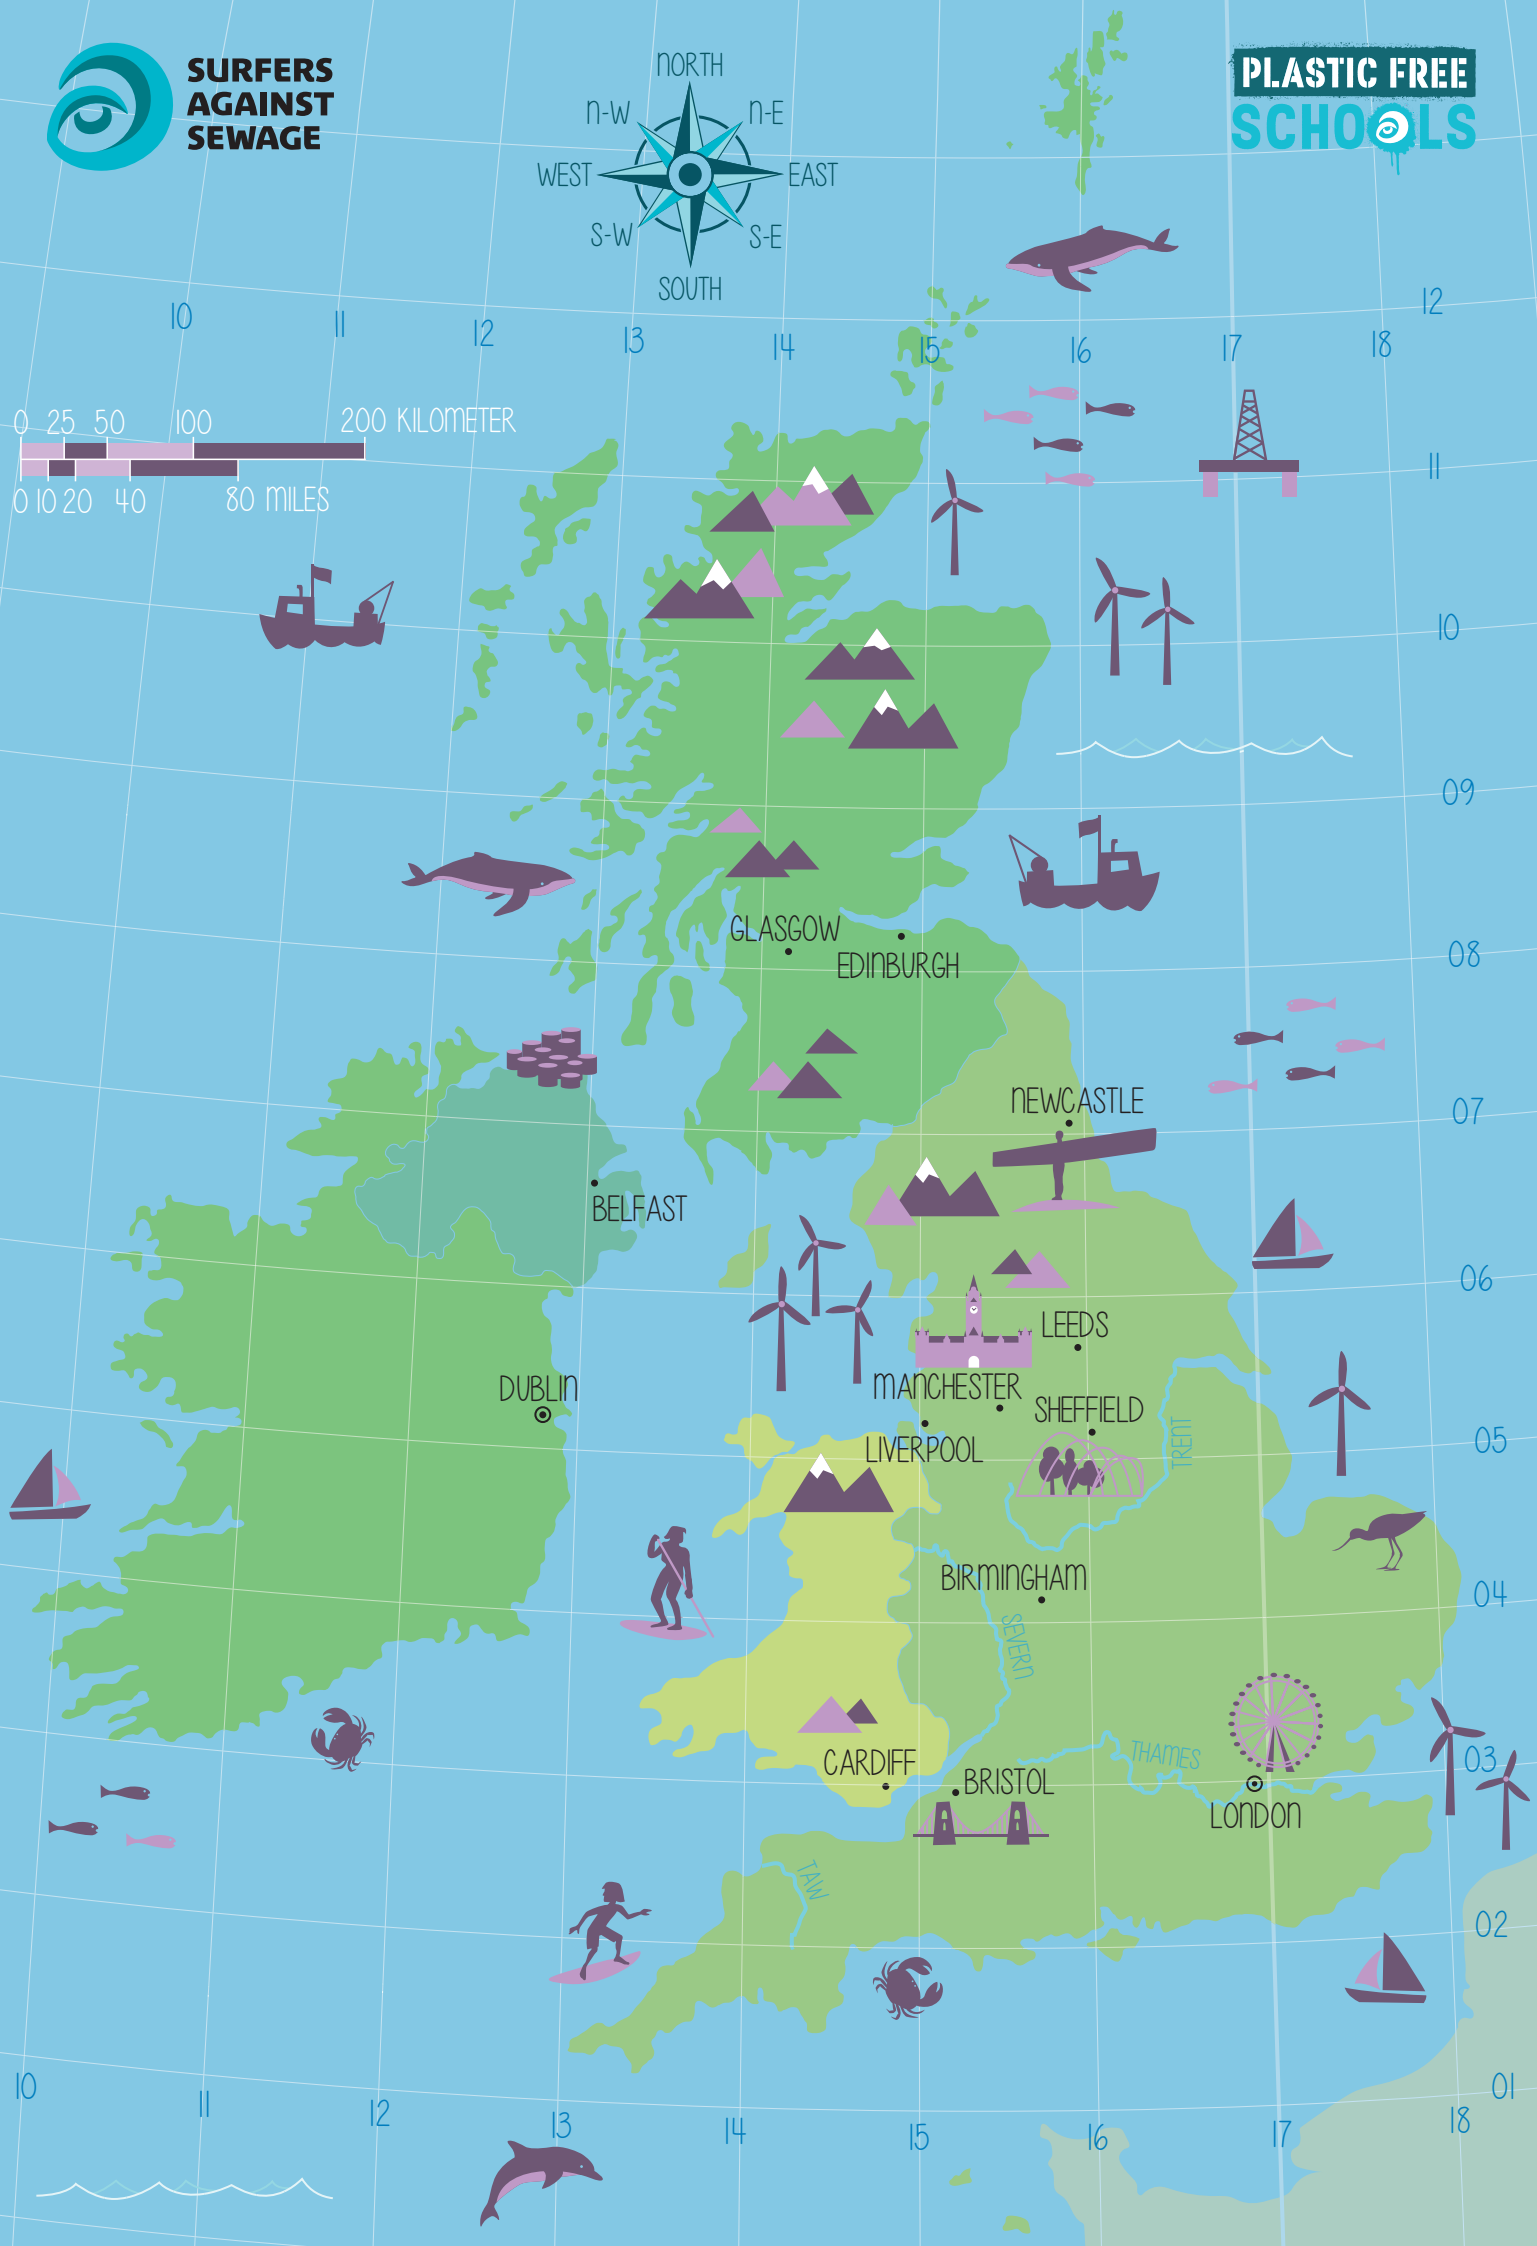 SURFERS
AGAINST
SEWAGE
NORTH
N-W
N-E
WEST
EAST
S-W
S-E
SOUTH
PLASTIC FREE
SCHOOLS
10
11
12
13
14
15
16
17
18
12
0 25 50 100 200 KILOMETER
0 10 20 40 80 MILES
11
10
09
08
07
06
05
04
03
02
01
GLASGOW
EDINBURGH
NEWCASTLE
BELFAST
LEEDS
DUBLIN
MANCHESTER
SHEFFIELD
TRENT
LIVERPOOL
BIRMINGHAM
SEVERN
THAMES
CARDIFF
BRISTOL
LONDON
TAW
10
11
12
13
14
15
16
17
18